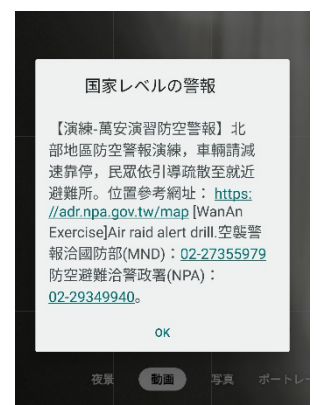 国家レベルの警報
【演練-萬安演習防空警報】北
部地區防空警報演練，車輛請減
速靠停，民眾依引導疏散至就近
避難所。位置參考網址： https:
//adr.npa.gov.tw/map [WanAn
Exercise]Air raid alert drill.空襲警
報洽國防部(MND)：02-27355979
防空避難洽警政署(NPA)：
02-29349940。
OK
夜景 動画 写真 ポートレー